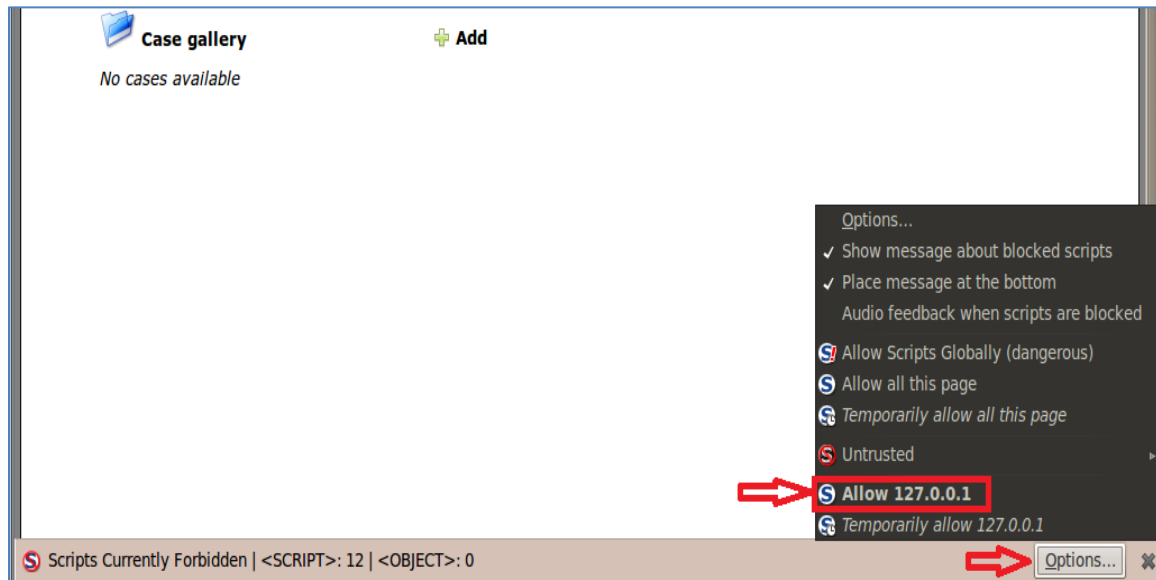 Case gallery
Add
No cases available
Options...
Show message about blocked scripts
Place message at the bottom
Audio feedback when scripts are blocked
Allow Scripts Globally (dangerous)
Allow all this page
Temporarily allow all this page
Untrusted
Allow 127.0.0.1
Temporarily allow 127.0.0.1
Scripts Currently Forbidden | <SCRIPT>: 12 | <OBJECT>: 0
Options...